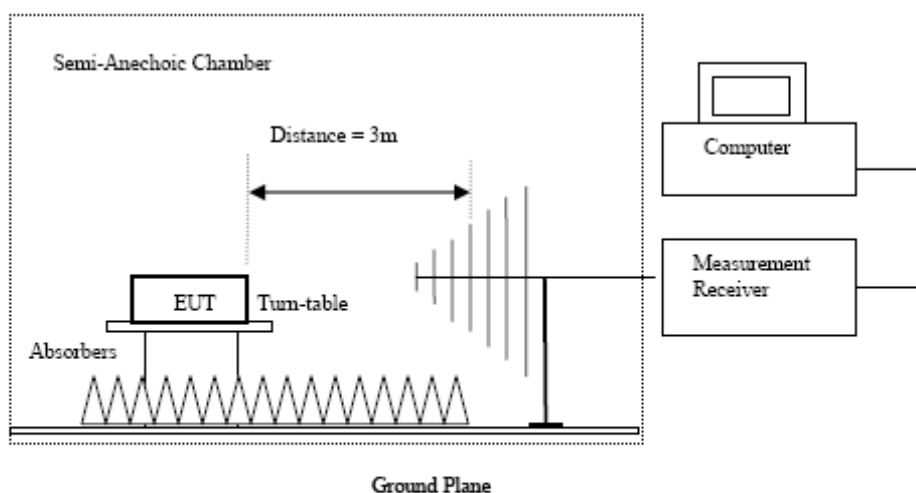 Semi-Anechoic Chamber
Distance = 3m
Computer
Measurement
Receiver
EUT
Turn-table
Absorbers
Ground Plane